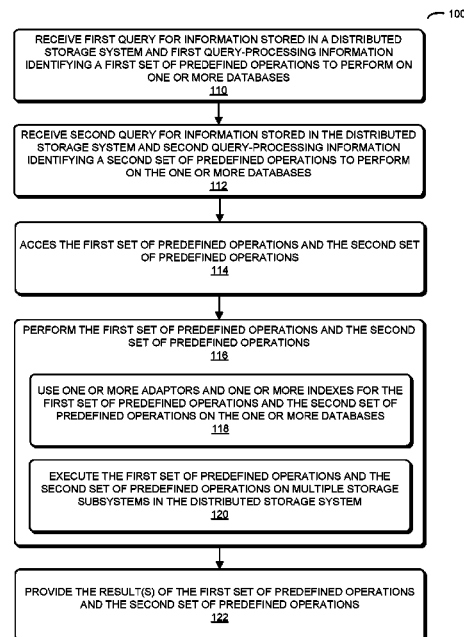 100
RECEIVE FIRST QUERY FOR INFORMATION STORED IN A DISTRIBUTED
STORAGE SYSTEM AND FIRST QUERY-PROCESSING INFORMATION
IDENTIFYING A FIRST SET OF PREDEFINED OPERATIONS TO PERFORM ON
ONE OR MORE DATABASES
110
RECEIVE SECOND QUERY FOR INFORMATION STORED IN THE DISTRIBUTED
STORAGE SYSTEM AND SECOND QUERY-PROCESSING INFORMATION
IDENTIFYING A SECOND SET OF PREDEFINED OPERATIONS TO PERFORM
ON THE ONE OR MORE DATABASES
112
ACCES THE FIRST SET OF PREDEFINED OPERATIONS AND THE SECOND SET
OF PREDEFINED OPERATIONS
114
PERFORM THE FIRST SET OF PREDEFINED OPERATIONS AND THE SECOND
SET OF PREDEFINED OPERATIONS
116
USE ONE OR MORE ADAPTORS AND ONE OR MORE INDEXES FOR THE
FIRST SET OF PREDEFINED OPERATIONS AND THE SECOND SET OF
PREDEFINED OPERATIONS ON THE ONE OR MORE DATABASES
118
EXECUTE THE FIRST SET OF PREDEFINED OPERATIONS AND THE
SECOND SET OF PREDEFINED OPERATIONS ON MULTIPLE STORAGE
SUBSYSTEMS IN THE DISTRIBUTED STORAGE SYSTEM
120
PROVIDE THE RESULT(S) OF THE FIRST SET OF PREDEFINED OPERATIONS
AND THE SECOND SET OF PREDEFINED OPERATIONS
122